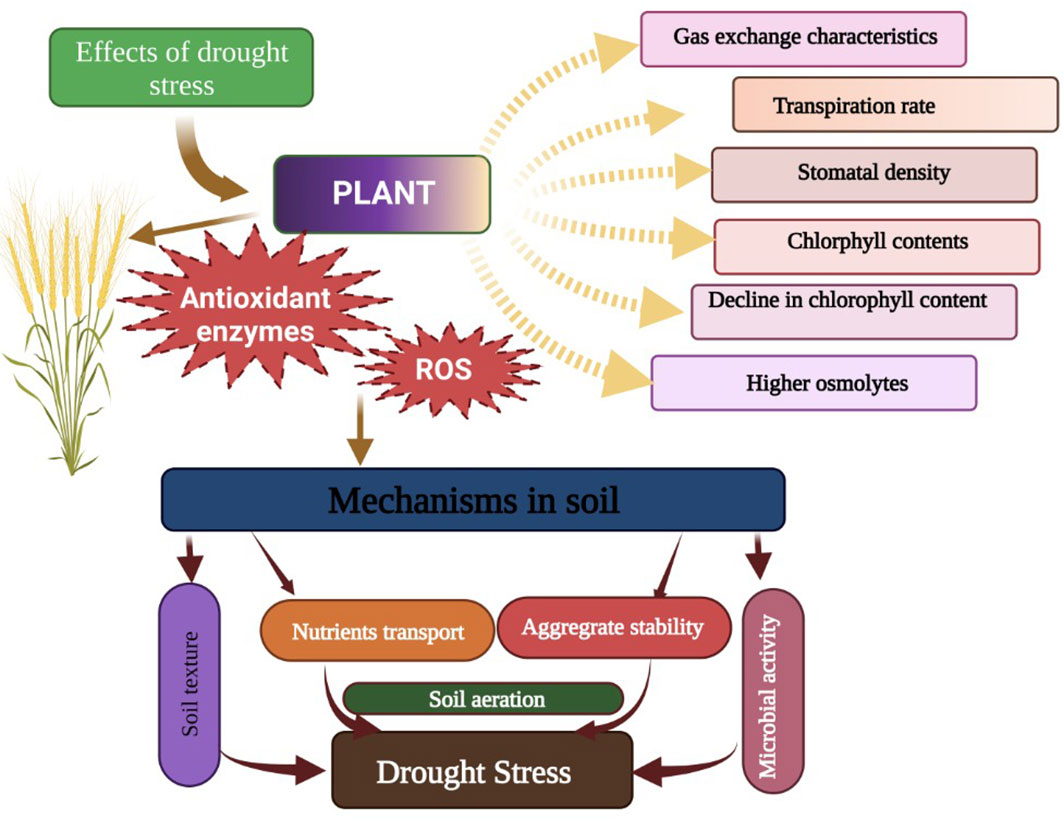 Effects of drought
stress
PLANT
Gas exchange characteristics
Transpiration rate
Stomatal density
Chlorphyll contents
Decline in chlorophyll content
Higher osmolytes
Antioxidant
enzymes
ROS
Mechanisms in soil
Soil texture
Nutrients transport
Aggregrate stability
Microbial activity
Soil aeration
Drought Stress